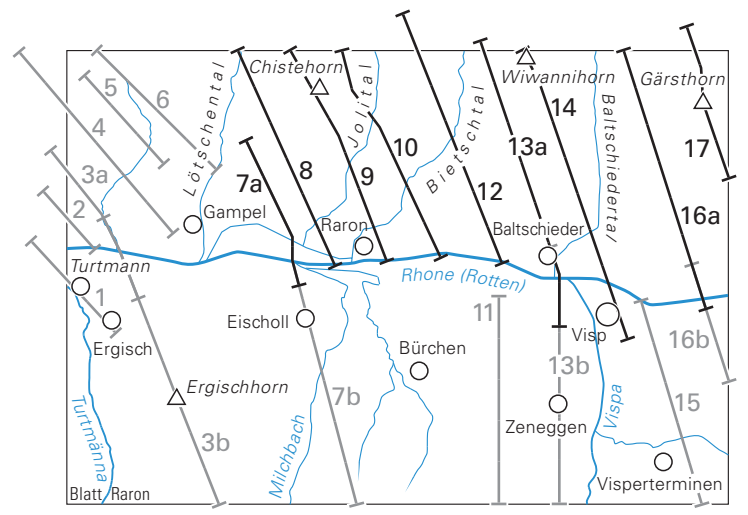 5
6
4
Lötschental
Chistehorn
Jolital
Bietschtal
Wiwannihorn
Baltschiedertal
Gärsthorn
14
13a
17
3a
2
7a
8
9
10
12
16a
Gampel
Raron
Baltschieder
Turtmann
Rhone (Rotten)
1
Ergisch
Eischoll
11
Visp
16b
Bürchen
13b
Ergischhorn
7b
15
3b
Zeneggen
Vispa
Turtmänna
Milchbach
Visperterminen
Blatt Raron